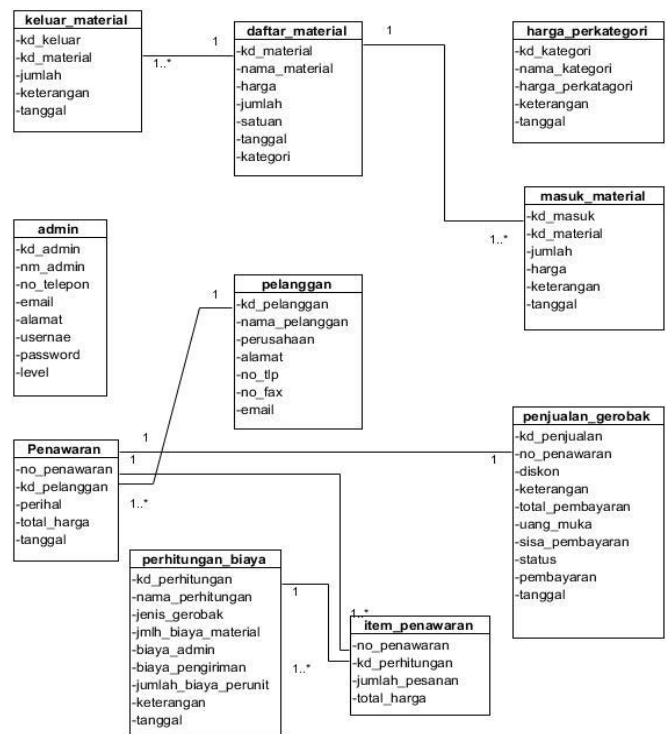 keluar_material
-kd_keluar
-kd_material
-jumlah
-keterangan
-tanggal
1..*
1
daftar_material
-kd_material
-nama_material
-harga
-jumlah
-satuan
-tanggal
-kategori
1
harga_perkategori
-kd_kategori
-nama_kategori
-harga_perkatagori
-keterangan
-tanggal
masuk_material
-kd_masuk
-kd_material
-jumlah
-harga
-keterangan
-tanggal
1..*
admin
-kd_admin
-nm_admin
-no_telepon
-email
-alamat
-usernae
-password
-level
1
pelanggan
-kd_pelanggan
-nama_pelanggan
-perusahaan
-alamat
-no_tlp
-no_fax
-email
Penawaran
-no_penawaran
-kd_pelanggan
-perihal
-total_harga
-tanggal
1
1
1..*
1
penjualan_gerobak
-kd_penjualan
-no_penawaran
-diskon
-keterangan
-total_pembayaran
-uang_muka
-sisa_pembayaran
-status
-pembayaran
-tanggal
perhitungan_biaya
-kd_perhitungan
-nama_perhitungan
-jenis_gerobak
-jmlh_biaya_material
-biaya_admin
-biaya_pengiriman
-jumlah_biaya_perunit
-keterangan
-tanggal
1
1..*
1..*
item_penawaran
-no_penawaran
-kd_perhitungan
-jumlah_pesanan
-total_harga